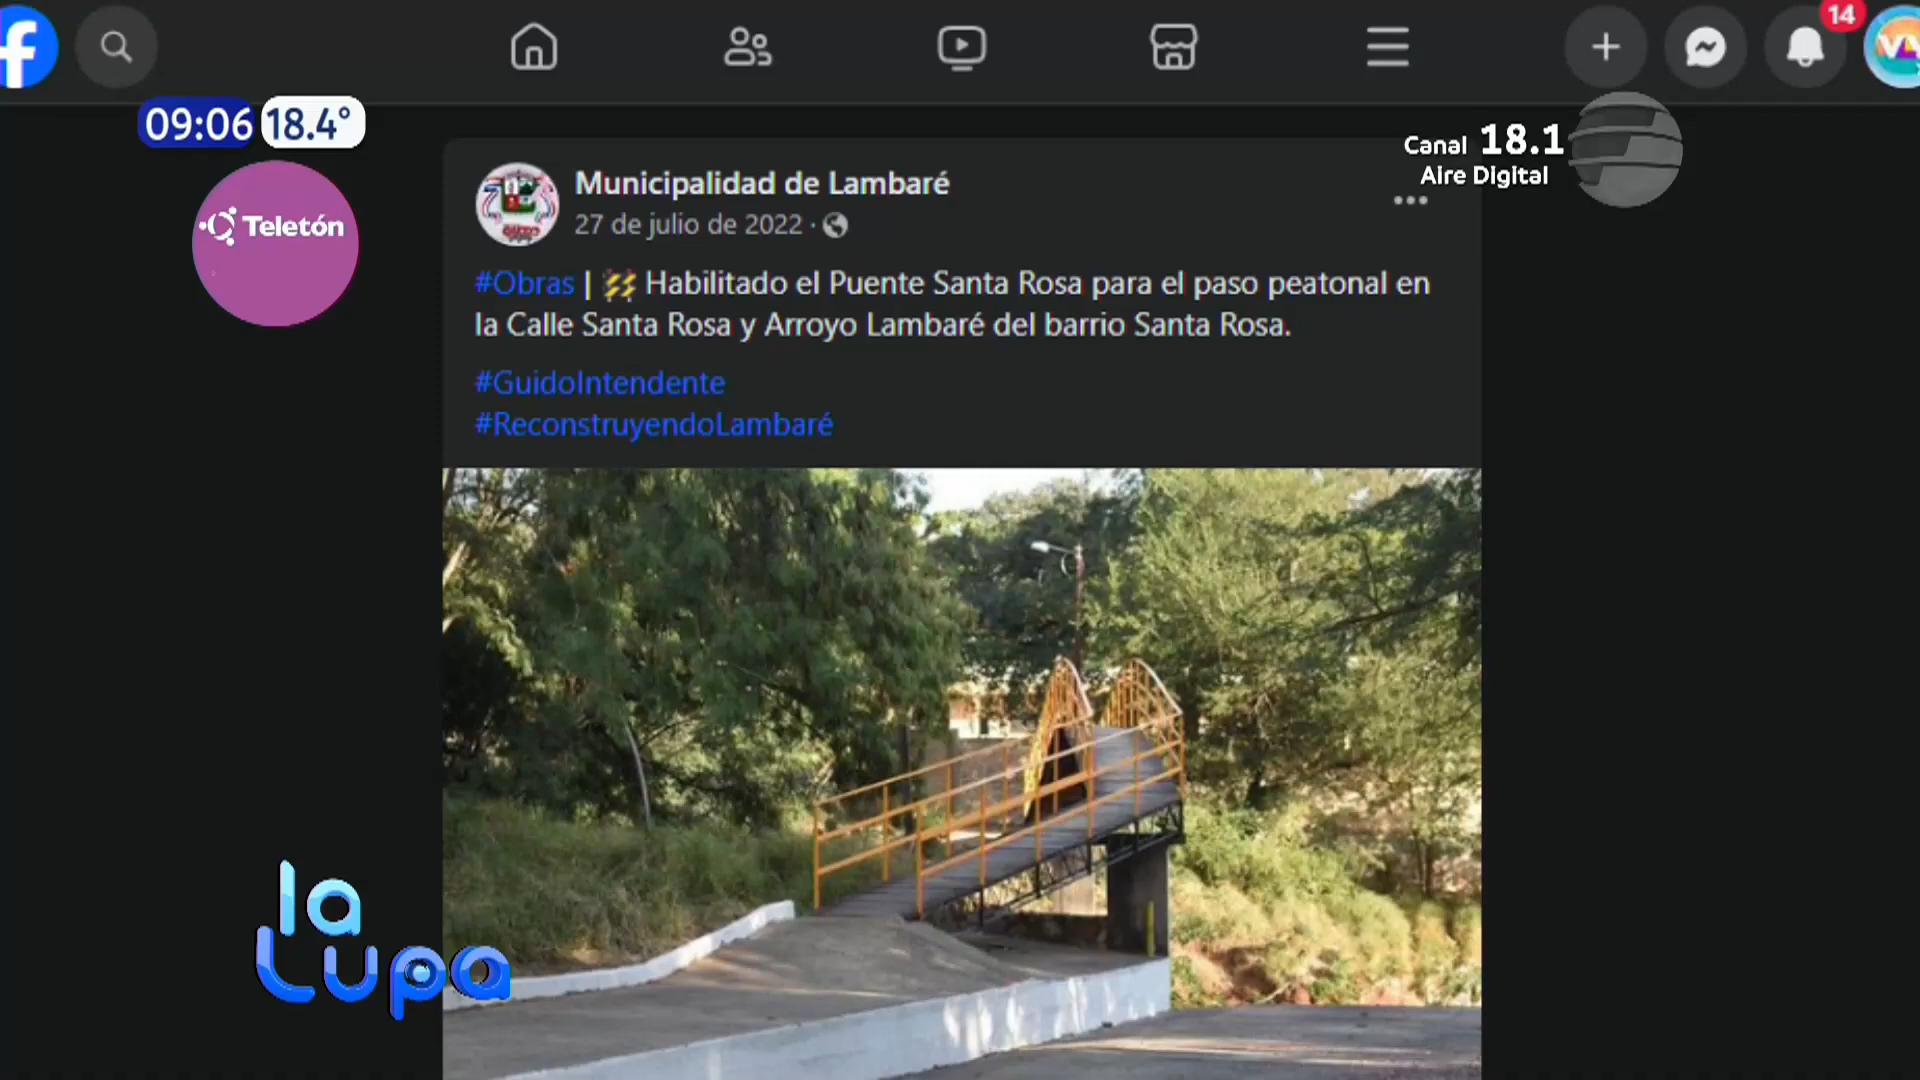 14
09:06 18.4°
Canal 18.1
Aire Digital
Teletón
Municipalidad de Lambaré
27 de julio de 2022 ·
#Obras | Habilitado el Puente Santa Rosa para el paso peatonal en
la Calle Santa Rosa y Arroyo Lambaré del barrio Santa Rosa.
#GuidoIntendente
#ReconstruyendoLambaré
la
Lupa